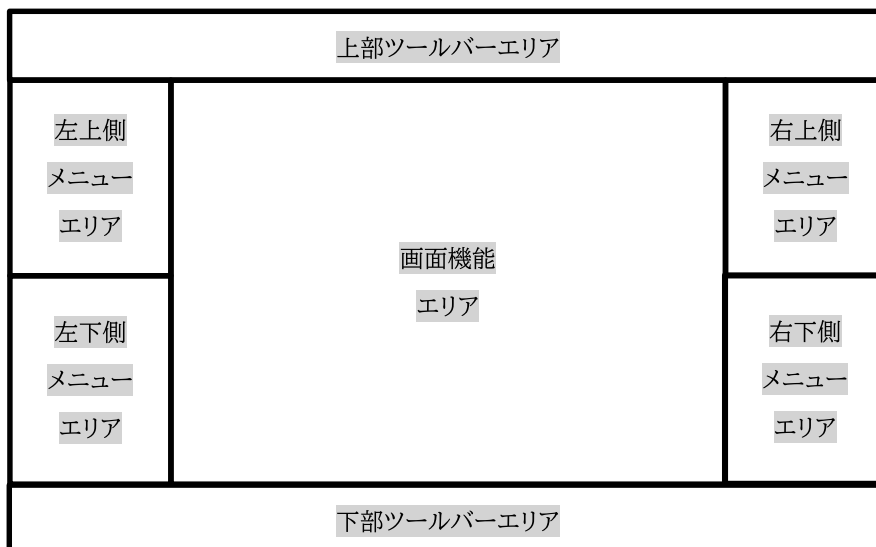 上部ツールバーエリア
左上側
メニュー
エリア
右上側
メニュー
エリア
画面機能
エリア
左下側
メニュー
エリア
右下側
メニュー
エリア
下部ツールバーエリア